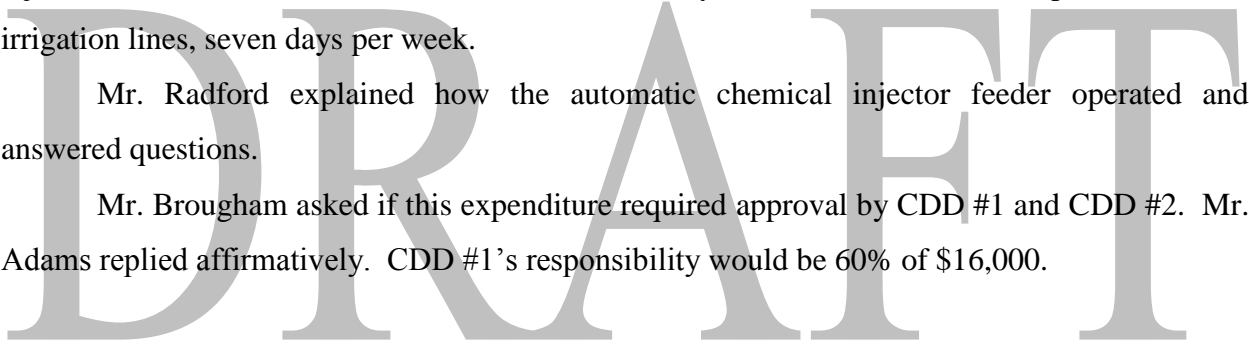 irrigation lines, seven days per week.
Mr. Radford explained how the automatic chemical injector feeder operated and
answered questions.
Mr. Brougham asked if this expenditure required approval by CDD #1 and CDD #2. Mr.
Adams replied affirmatively. CDD #1’s responsibility would be 60% of $16,000.
DRAFT